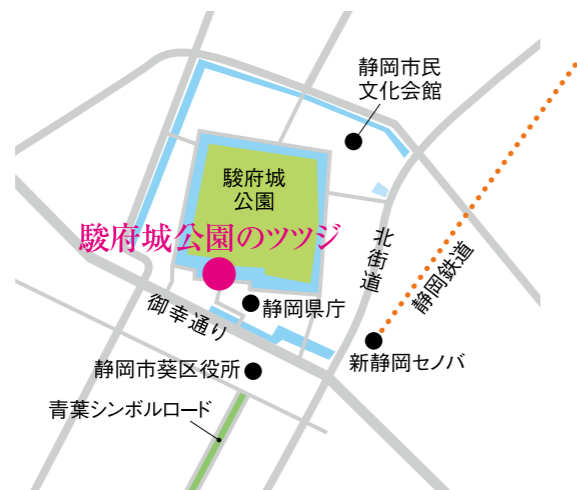 静岡市民
文化会館
駿府城
公園
駿府城公園のツツジ
北街道
静岡鉄道
静岡県庁
御幸通り
新静岡セノバ
静岡市葵区役所
青葉シンボルロード